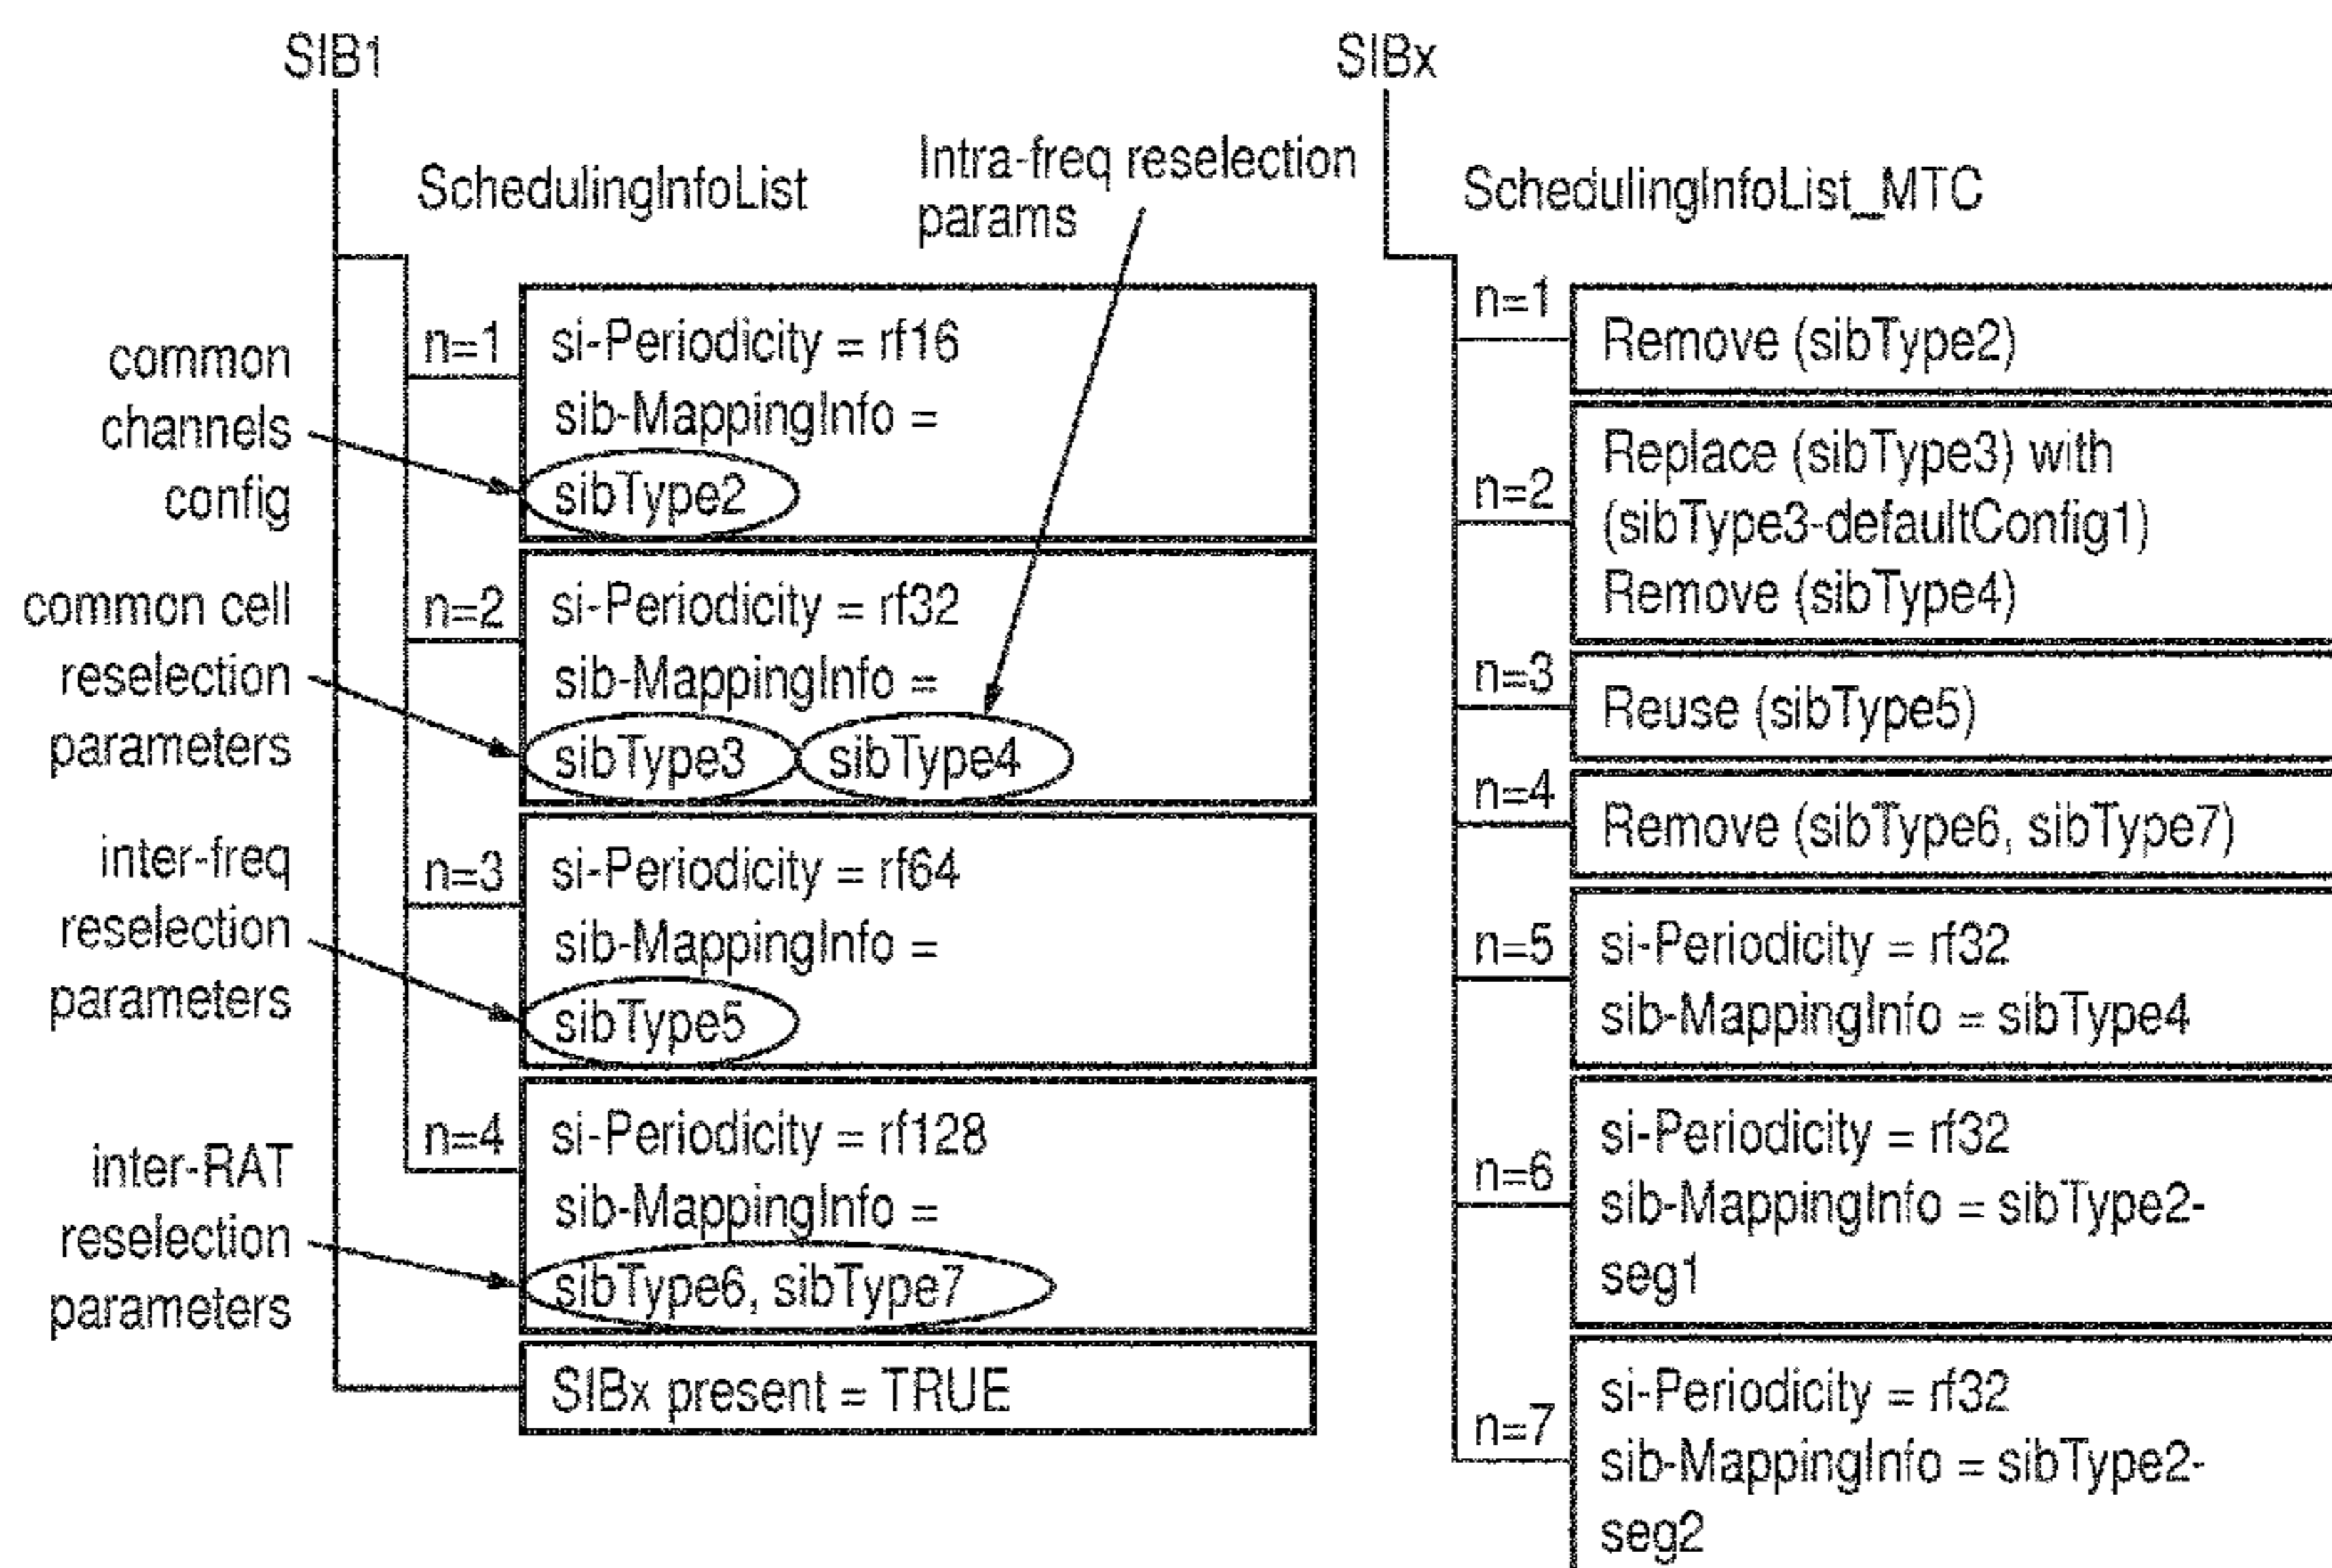 SIB1
SchedulingInfoList
Intra-freq reselection
params
common
channels
config
n=1
si-Periodicity = rf16
sib-MappingInfo =
sibType2
common cell
reselection
parameters
n=2
si-Periodicity = rf32
sib-MappingInfo =
sibType3
sibType4
inter-freq
reselection
parameters
n=3
si-Periodicity = rf64
sib-MappingInfo =
sibType5
inter-RAT
reselection
parameters
n=4
si-Periodicity = rf128
sib-MappingInfo =
sibType6, sibType7
SIBx present = TRUE
SIBx
SchedulingInfoList_MTC
n=1
Remove (sibType2)
n=2
Replace (sibType3) with
(sibType3-defaultConfig1)
Remove (sibType4)
n=3
Reuse (sibType5)
n=4
Remove (sibType6, sibType7)
n=5
si-Periodicity = rf32
sib-MappingInfo = sibType4
n=6
si-Periodicity = rf32
sib-MappingInfo = sibType2-
seg1
n=7
si-Periodicity = rf32
sib-MappingInfo = sibType2-
seg2